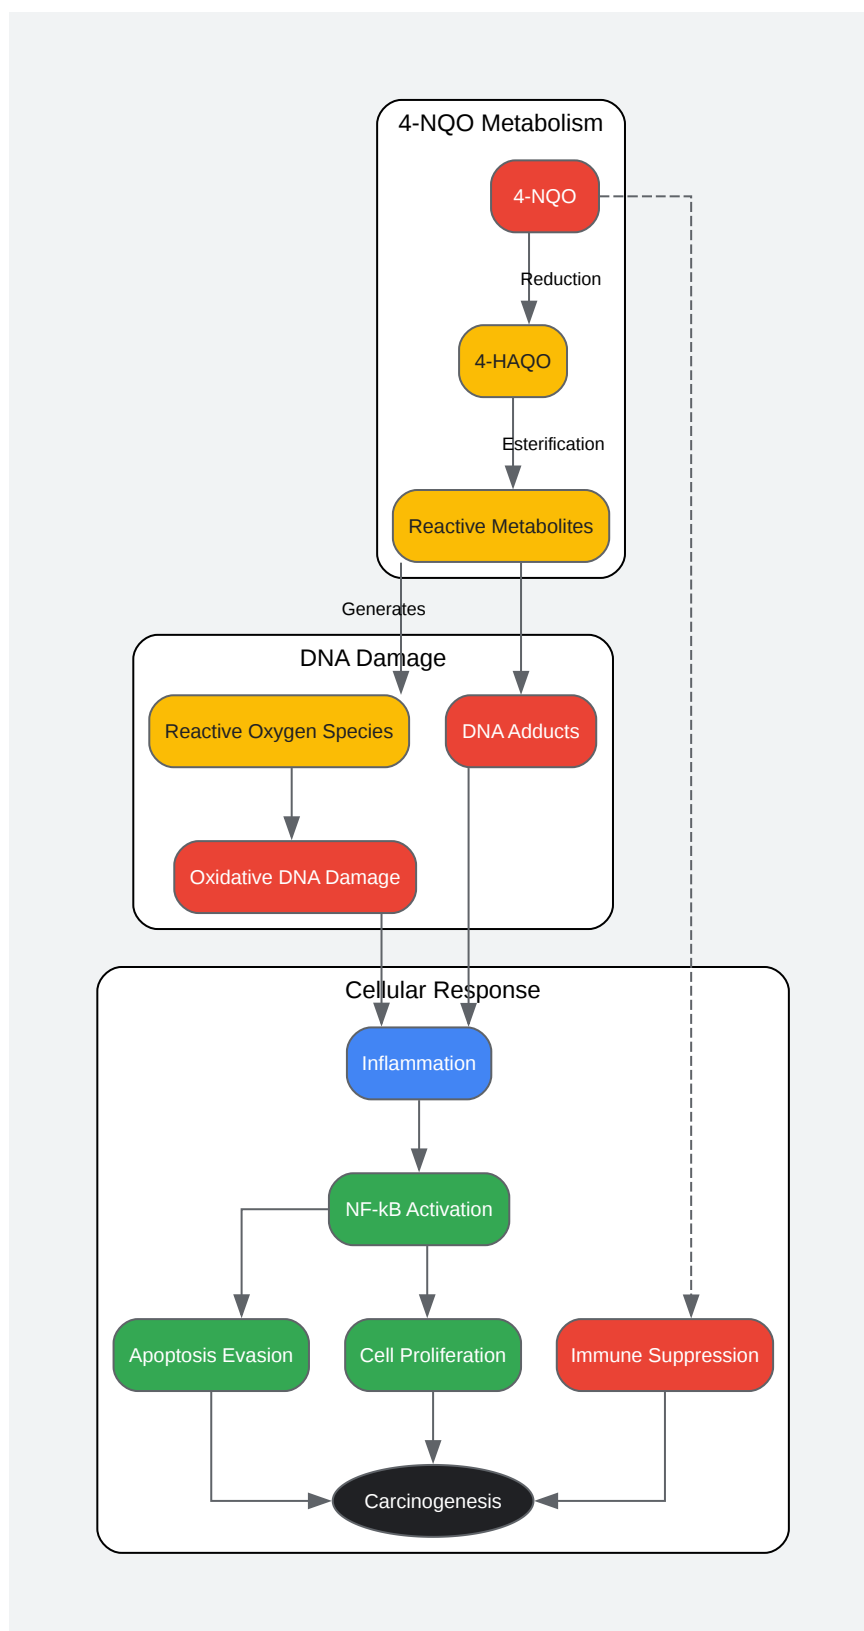 4-NQO Metabolism
4-NQO
Reduction
4-HAQO
Esterification
Reactive Metabolites
Generates
DNA Damage
Reactive Oxygen Species
DNA Adducts
Oxidative DNA Damage
Cellular Response
Inflammation
NF-kB Activation
Apoptosis Evasion
Cell Proliferation
Immune Suppression
Carcinogenesis